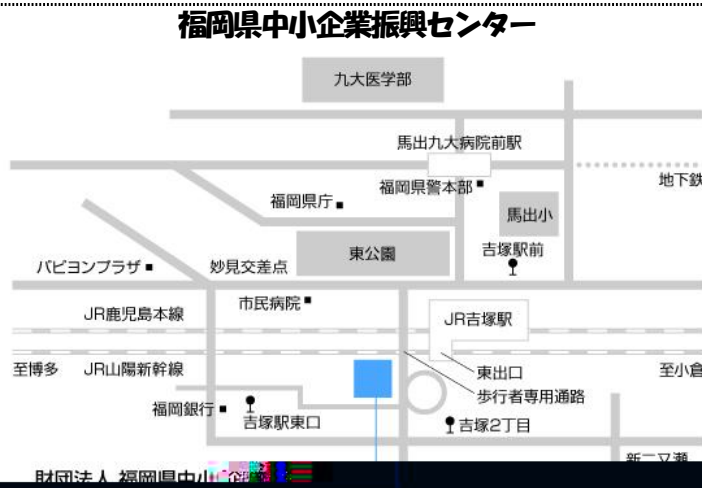 福岡県中小企業振興センター
九大医学部
馬出九大病院前駅
地下鉄
福岡県警本部
福岡県庁
馬出小
東公園
吉塚駅前
パピヨンプラザ
妙見交差点
市民病院
JR鹿児島本線
JR吉塚駅
至博多
JR山陽新幹線
東出口
至小倉
歩行者専用通路
福岡銀行
吉塚駅東口
吉塚2丁目
財団法人 福岡県中小企